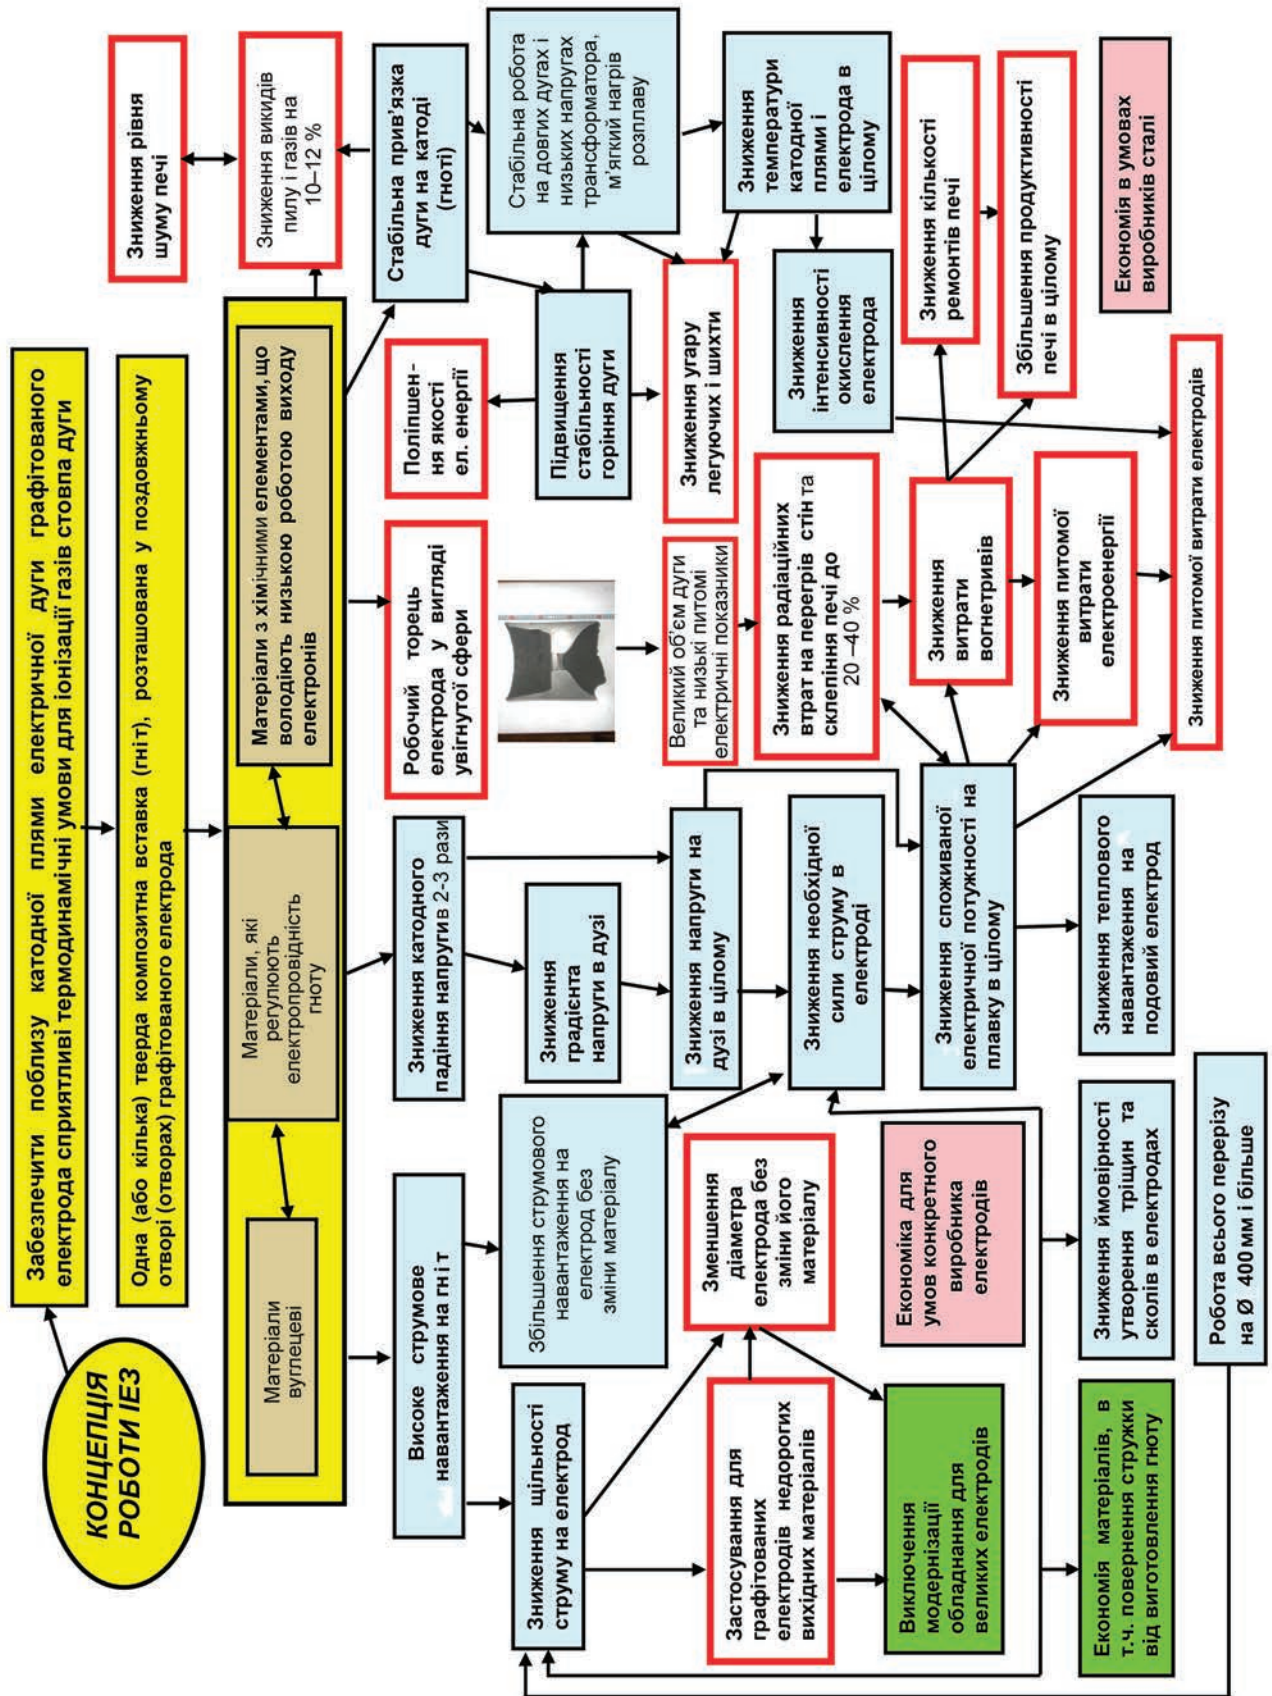 КОНЦЕПЦІЯ
РОБОТИ ІЕЗ
Забезпечити поблизу катодної плями електричної дуги графітованого
електрода сприятливі термодинамічні умови для іонізації газів стовпа дуги
Одна (або кілька) тверда композитна вставка (гніт), розташована у поздовжньому
отворі (отворах) графітованого електрода
Матеріали
вуглецеві
Матеріали, які
регулюють
електропровідність
гноту
Матеріали з хімічними елементами, що
володіють низькою роботою виходу
електронів
Зниження рівня
шуму печі
Зниження викидів
пилу і газів на
10–12 %
Високе струмове
навантаження на гніт
Зниження катодного
падіння напруги в 2-3 рази
Робочий торець
електрода у вигляді
увігнутої сфери
Поліпшен-
ня якості
ел. енергії
Стабільна прив’язка
дуги на катоді
(гноті)
Зниження щільності
струму на електрод
Збільшення струмового
навантаження на
електрод без
зміни матеріалу
Зниження
градієнта
напруги в дузі
Підвищення
стабільності
горіння дуги
Стабільна робота
на довгих дугах і
низьких напругах
трансформатора,
м’який нагрів
розплаву
Застосування для
графітованих
електродів недорогих
вихідних матеріалів
Зменшення
діаметра
електрода без
зміни його
матеріалу
Зниження напруги на
дузі в цілому
Великий об’єм дуги
та низькі питомі
електричні показники
Зниження угару
легуючих і шихти
Зниження
температури
катодної
плями і
електрода в
цілому
Зниження необхідної
сили струму в
електроді
Зниження радіаційних
втрат на перегрів стін та
склепіння печі до
20 –40 %
Зниження
інтенсивності
окислення
електрода
Виключення
модернізації
обладнання для
великих електродів
Економіка для
умов конкретного
виробника
електродів
Зниження споживаної
електричної потужності на
плавку в цілому
Зниження
витрати
вогнетривів
Зниження кількості
ремонтів печі
Збільшення продуктивності
печі в цілому
Економія матеріалів, в
т.ч. повернення стружки
від виготовлення гноту
Зниження ймовірності
утворення тріщин та
сколів в електродах
Зниження теплового
навантаження на
подовий електрод
Зниження питомої
витрати
електроенергії
Економія в умовах
виробників сталі
Робота всього перерізу
на Ø 400 мм і більше
Зниження питомої витрати електродів